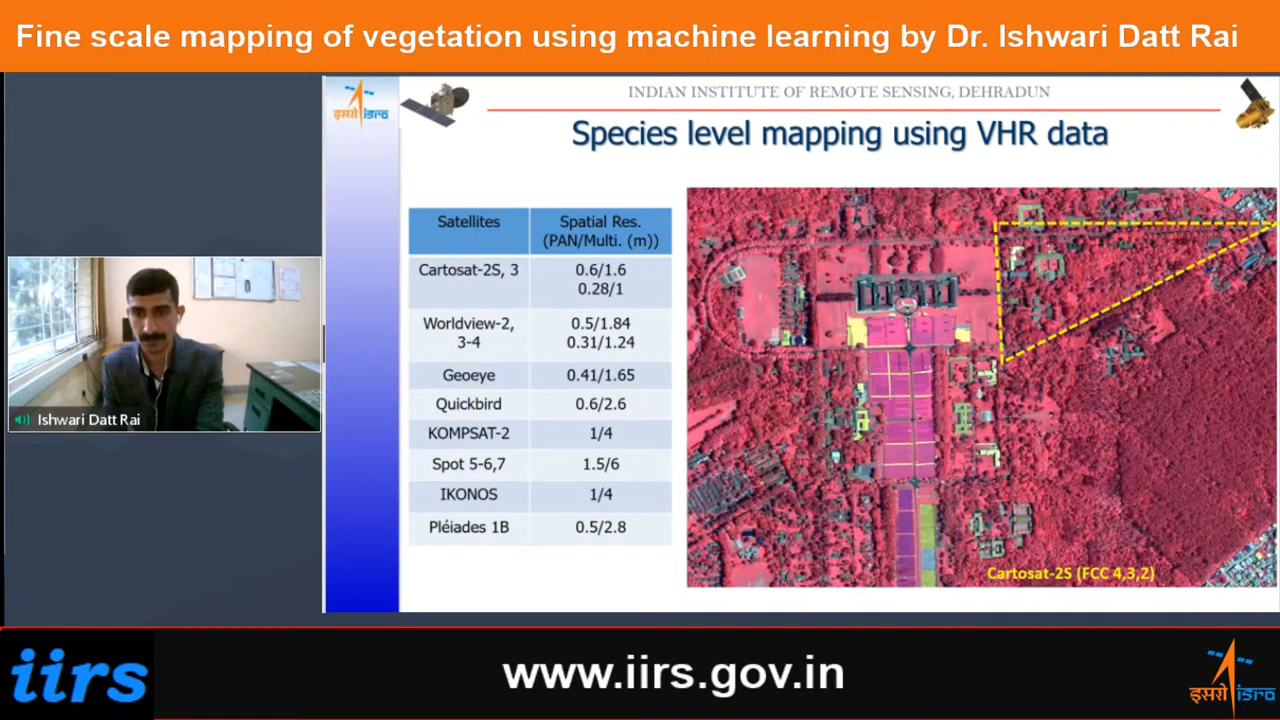 Fine scale mapping of vegetation using machine learning by Dr. Ishwari Datt Rai
इसरो isro
INDIAN INSTITUTE OF REMOTE SENSING, DEHRADUN
Species level mapping using VHR data
Satellites
Spatial Res.
(PAN/Multi. (m))
Cartosat-2S, 3
0.6/1.6
0.28/1
Worldview-2,
3-4
0.5/1.84
0.31/1.24
Geoeye
0.41/1.65
Quickbird
0.6/2.6
KOMPSAT-2
1/4
Spot 5-6,7
1.5/6
IKONOS
1/4
Pléiades 1B
0.5/2.8
Cartosat-2S (FCC 4,3,2)
Ishwari Datt Rai
iirs
www.iirs.gov.in
इसरो isro